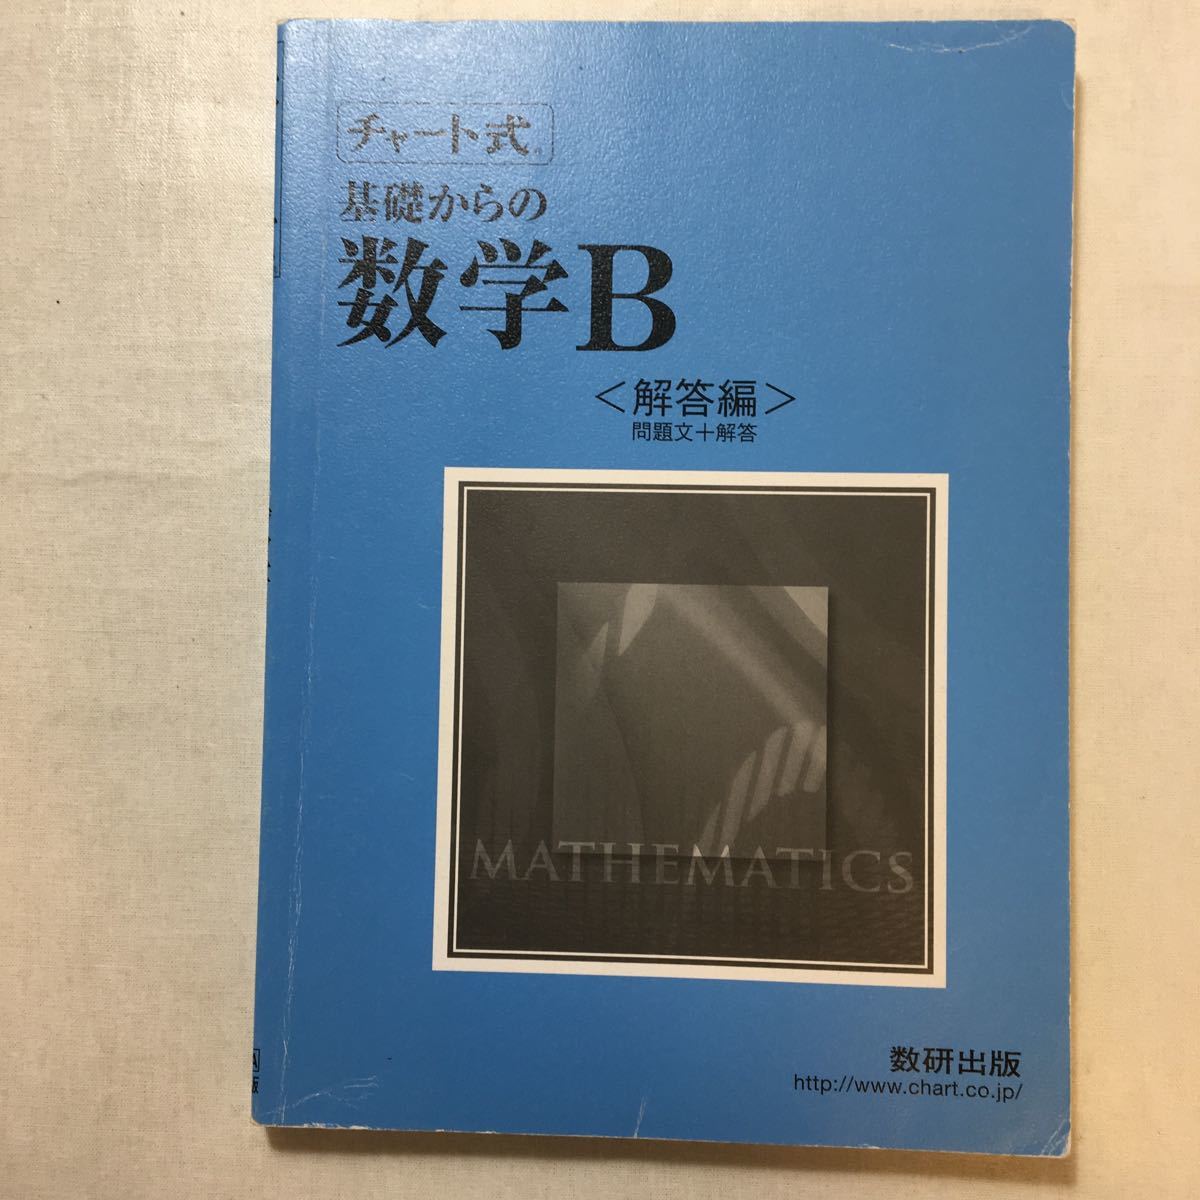 チャート式®
基礎からの
数学B
＜解答編＞
問題文＋解答
MATHEMATICS
数研出版
http://www.chart.co.jp/